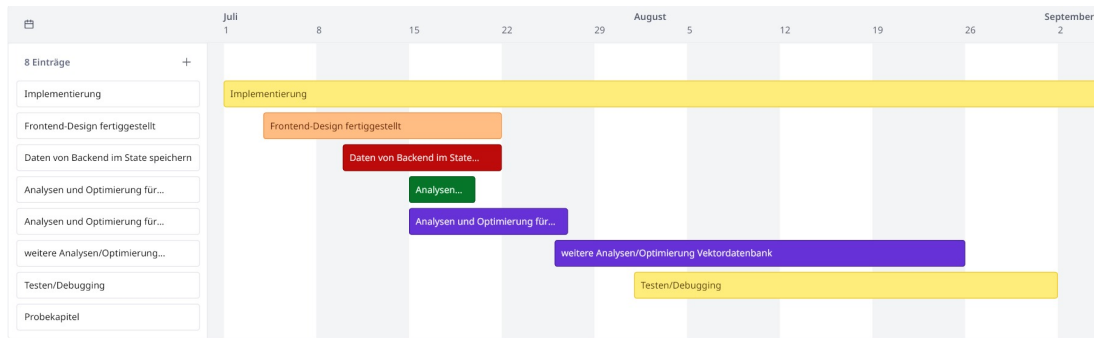 Juli August September
1 8 15 22 29 5 12 19 26 2
8 Einträge
Implementierung Implementierung
Frontend-Design fertiggestellt Frontend-Design fertiggestellt
Daten von Backend im State speichern Daten von Backend im State...
Analysen und Optimierung für... Analysen...
Analysen und Optimierung für... Analysen und Optimierung für...
weitere Analysen/Optimierung... weitere Analysen/Optimierung Vektordatenbank
Testen/Debugging Testen/Debugging
Probekapitel